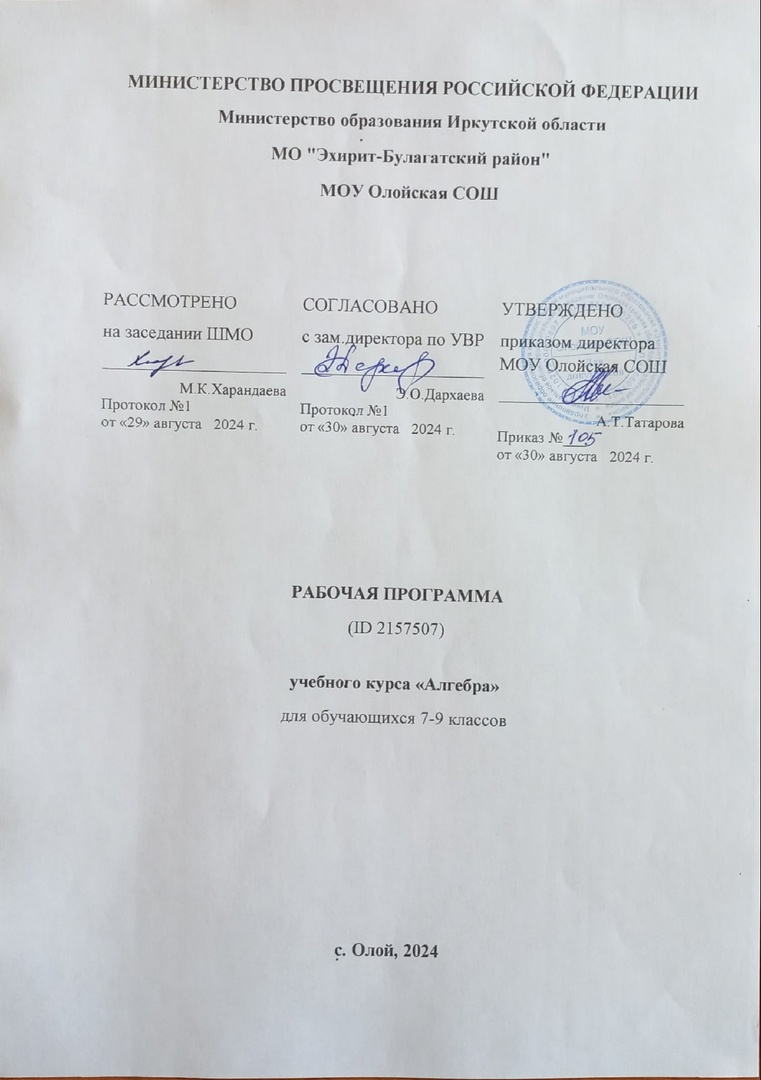 МИНИСТЕРСТВО ПРОСВЕЩЕНИЯ РОССИЙСКОЙ ФЕДЕРАЦИИ
Министерство образования Иркутской области
МО "Эхирит-Булагатский район"
МОУ Олойская СОШ
РАССМОТРЕНО
на заседании ШМО
М.К.Харандаева
Протокол №1
от «29» августа 2024 г.
СОГЛАСОВАНО
с зам.директора по УВР
Э.О.Дархаева
Протокол №1
от «30» августа 2024 г.
УТВЕРЖДЕНО
приказом директора
МОУ Олойская СОШ
А.Т.Татарова
Приказ № 105
от «30» августа 2024 г.
МОУ
РАБОЧАЯ ПРОГРАММА
(ID 2157507)
учебного курса «Алгебра»
для обучающихся 7-9 классов
с. Олой, 2024